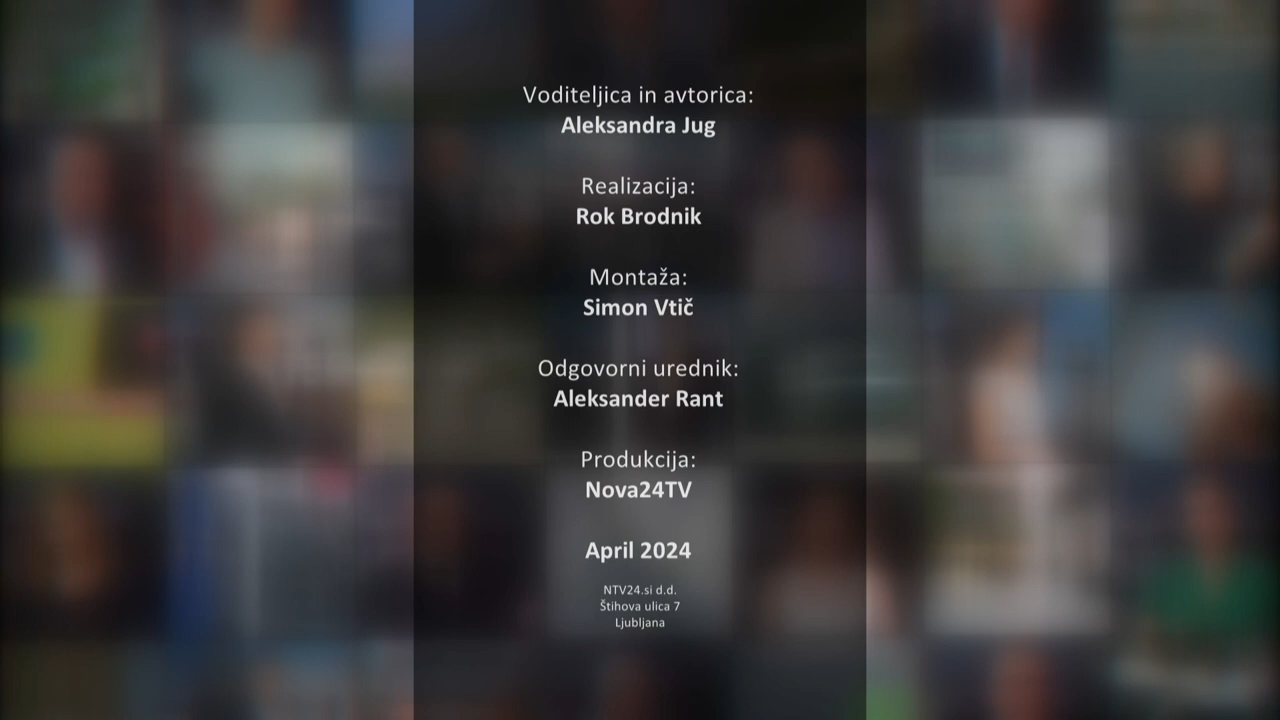 Voditeljica in avtorica:
Aleksandra Jug
Realizacija:
Rok Brodnik
Montaža:
Simon Vtič
Odgovorni urednik:
Aleksander Rant
Produkcija:
Nova24TV
April 2024
NTV24.si d.d.
Štihova ulica 7
Ljubljana